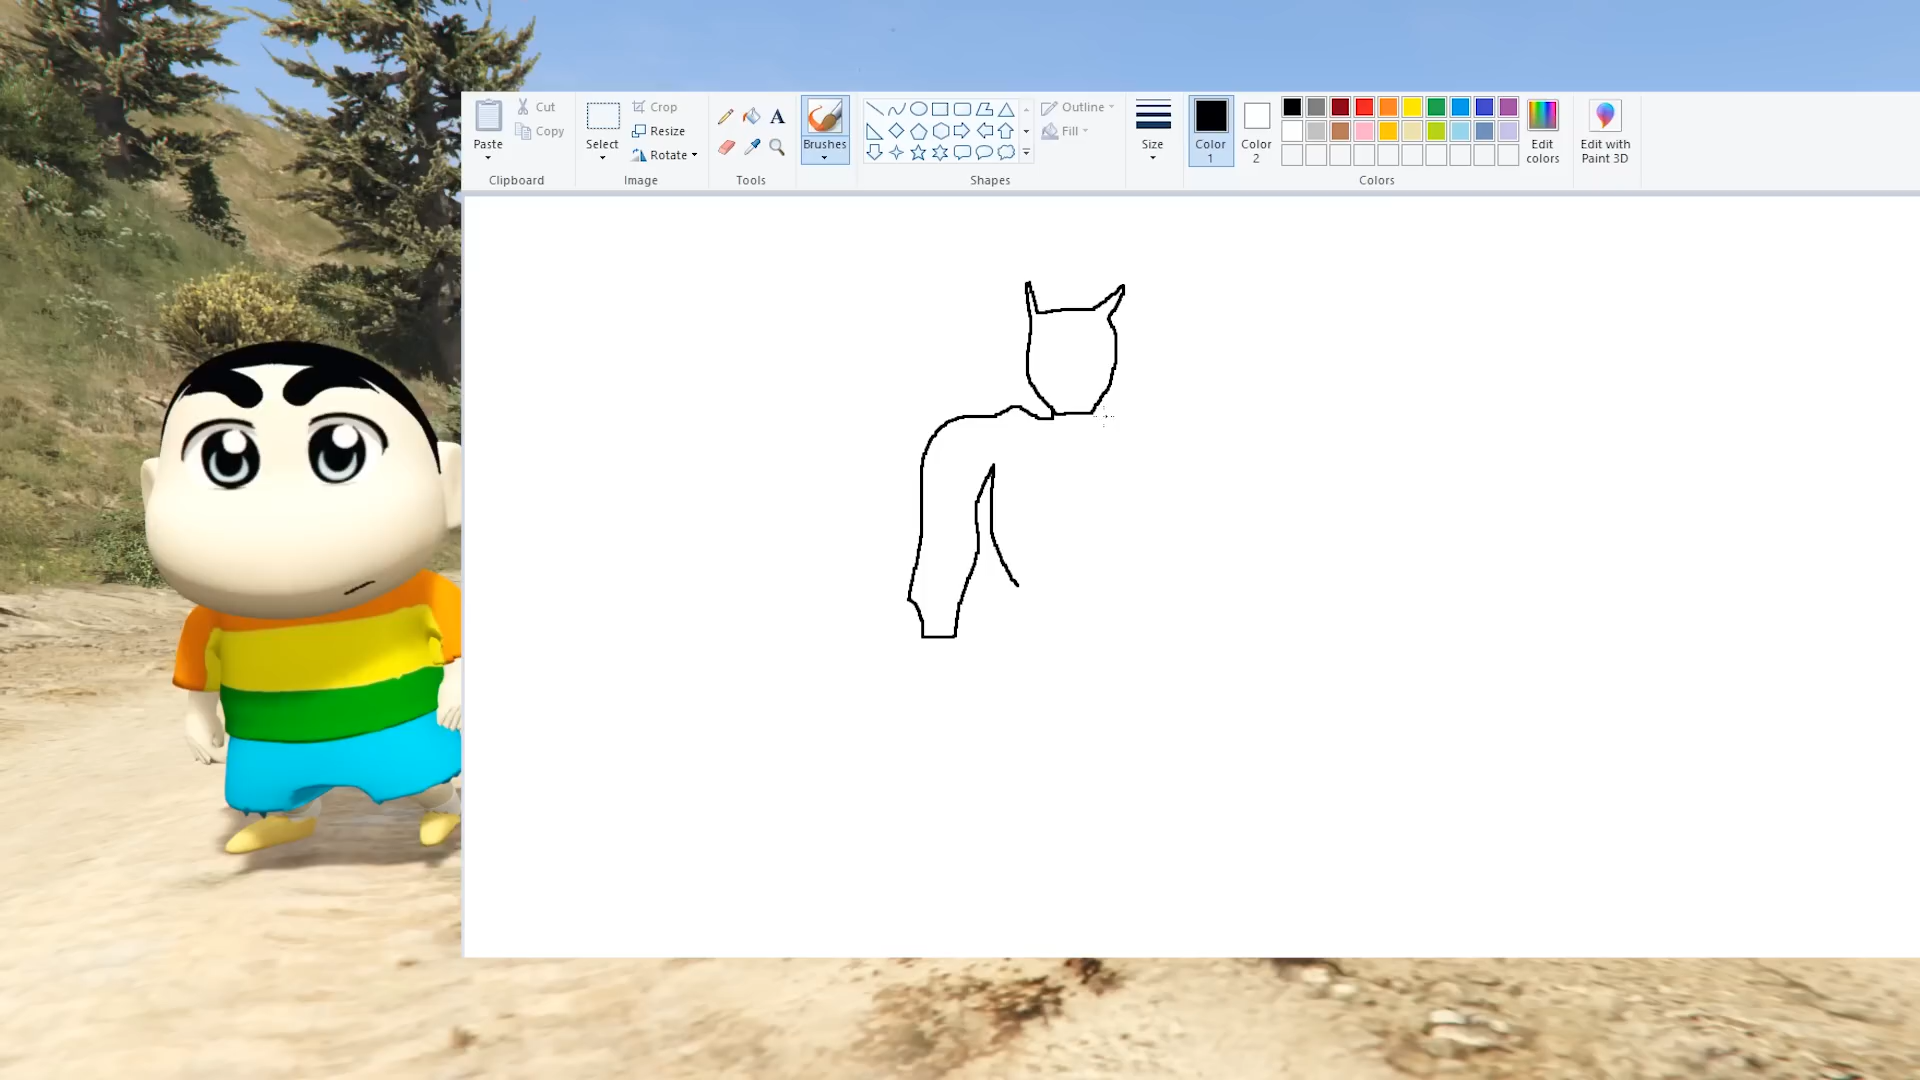 Paste
Cut
Copy
Clipboard
Select
Crop
Resize
Rotate
Image
A
Tools
Brushes
Shapes
Outline
Fill
Size
Color
1
Color
2
Edit
colors
Colors
Edit with
Paint 3D